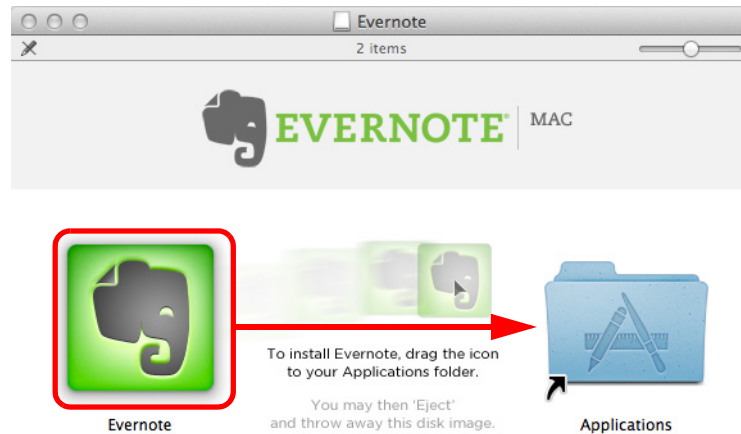 Evernote
2 items
EVERNOTE® MAC
To install Evernote, drag the icon
to your Applications folder.
You may then 'Eject'
and throw away this disk image.
Evernote
Applications